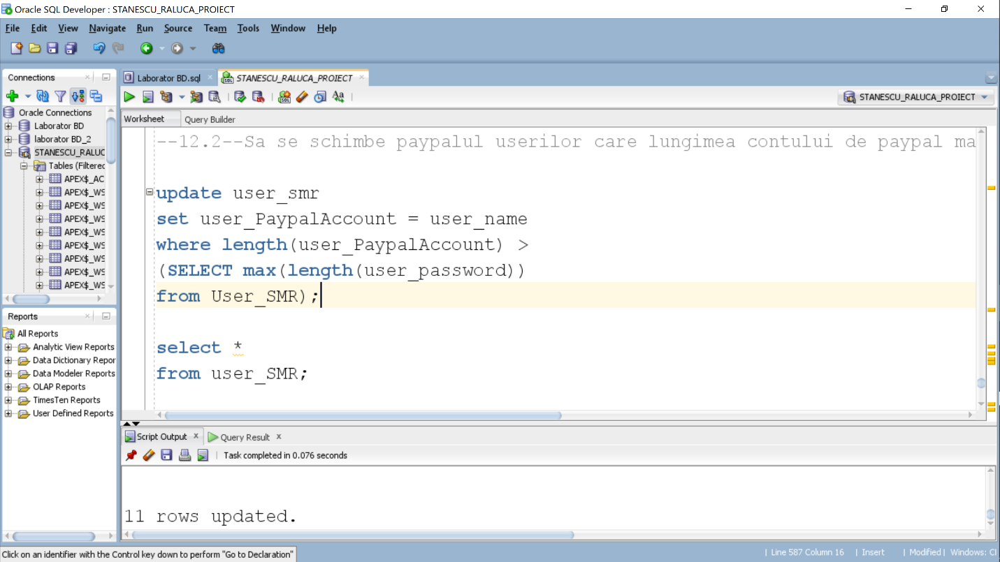 Oracle SQL Developer : STANESCU_RALUCA_PROIECT
File Edit View Navigate Run Source Team Tools Window Help
Connections
Oracle Connections
Laborator BD
laborator BD_2
STANESCU_RALUC
Tables (Filtered
APEX$_AC
APEX$_WS
APEX$_WS
APEX$_WS
APEX$_WS
APEX$_WS
APEX$_WS
APEX$_WS
APEX$_WS
Reports
All Reports
Analytic View Reports
Data Dictionary Repor
Data Modeler Reports
OLAP Reports
TimesTen Reports
User Defined Reports
Laborator BD.sql
STANESCU_RALUCA_PROIECT
STANESCU_RALUCA_PROIECT
Worksheet Query Builder
--12.2--Sa se schimbe paypalul userilor care lungimea contului de paypal ma
update user_smr
set user_PaypalAccount = user_name
where length(user_PaypalAccount) >
(SELECT max(length(user_password))
from User_SMR);
select *
from user_SMR;
Script Output Query Result
Task completed in 0.076 seconds
11 rows updated.
Click on an identifier with the Control key down to perform "Go to Declaration"
| Line 587 Column 16 | Insert | Modified | Windows: Cl